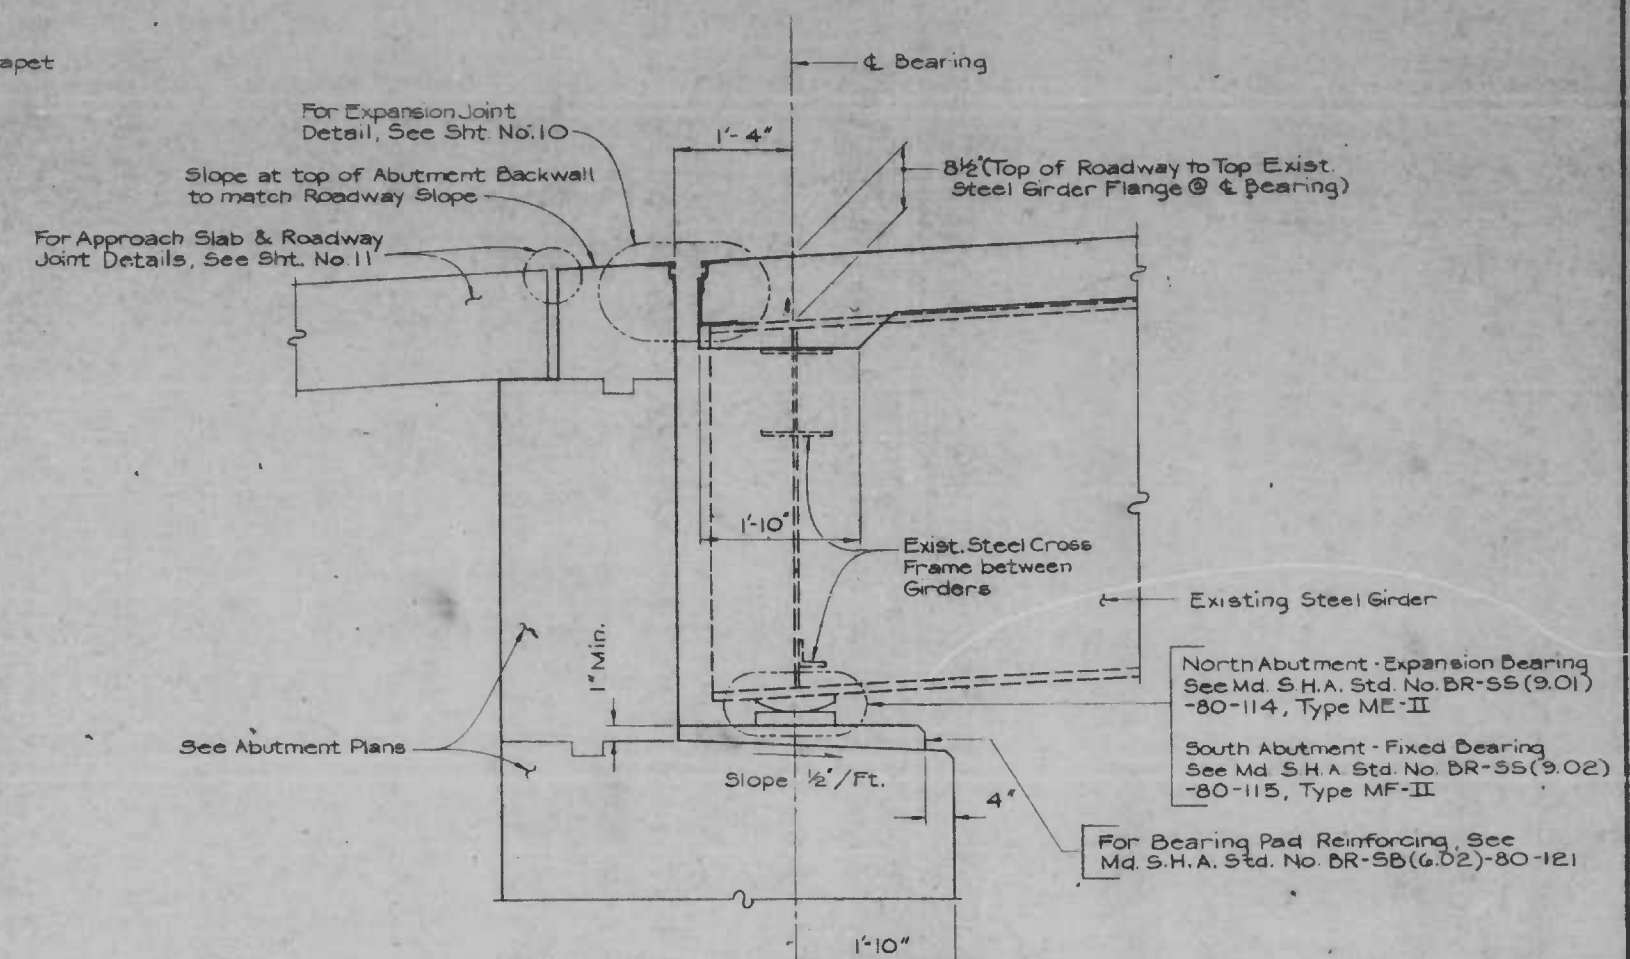 apet
℄ Bearing
For Expansion Joint
Detail, See Sht. No. 10
1'-4"
Slope at top of Abutment Backwall
to match Roadway Slope
8½"(Top of Roadway to Top Exist.
Steel Girder Flange @ ℄ Bearing)
For Approach Slab & Roadway
Joint Details, See Sht. No. 11
1'-10"
Exist. Steel Cross
Frame between
Girders
Existing Steel Girder
1" Min.
North Abutment - Expansion Bearing
See Md. S.H.A. Std. No. BR-SS(9.01)
-80-114, Type ME-II
See Abutment Plans
South Abutment - Fixed Bearing
See Md. S.H.A. Std. No. BR-SS(9.02)
-80-115, Type MF-II
Slope ½"/Ft.
4"
For Bearing Pad Reinforcing, See
Md. S.H.A. Std. No. BR-SB(6.02)-80-121
1'-10"